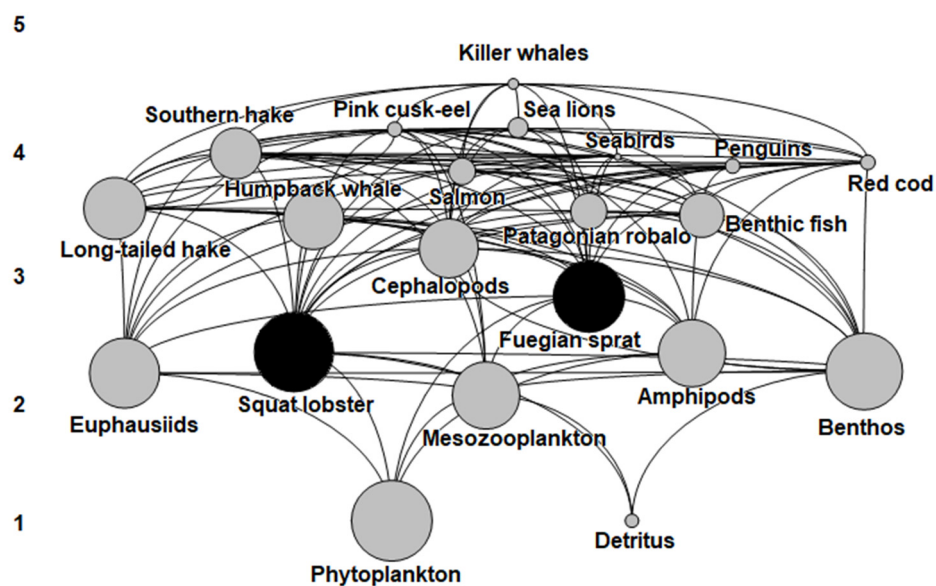 5
Killer whales
Southern hake
Pink cusk-eel
Sea lions
Seabirds
4
Penguins
Red cod
Humpback whale
Salmon
Long-tailed hake
Patagonian robalo
Benthic fish
3
Cephalopods
Fuegian sprat
2
Euphausiids
Squat lobster
Mesozooplankton
Amphipods
Benthos
1
Detritus
Phytoplankton